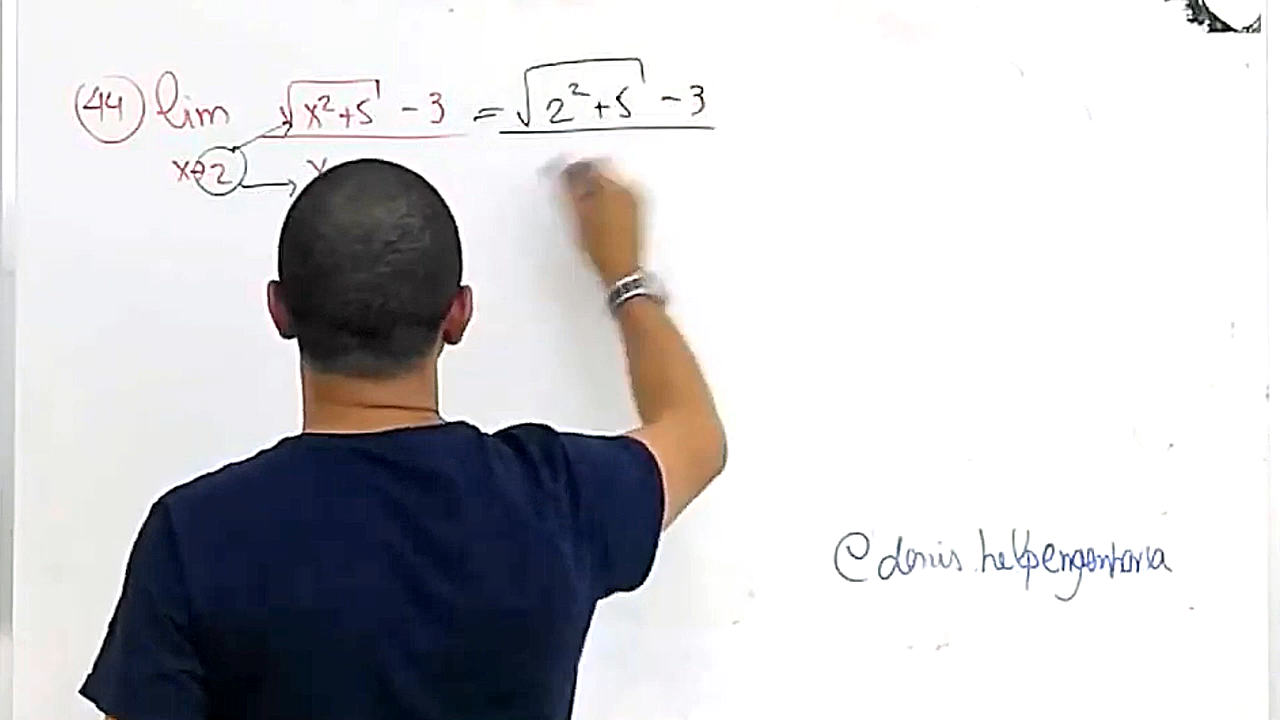 44 lim √x²+5 - 3 = √2²+5 - 3
x→2 x
@denis.helpengenharia